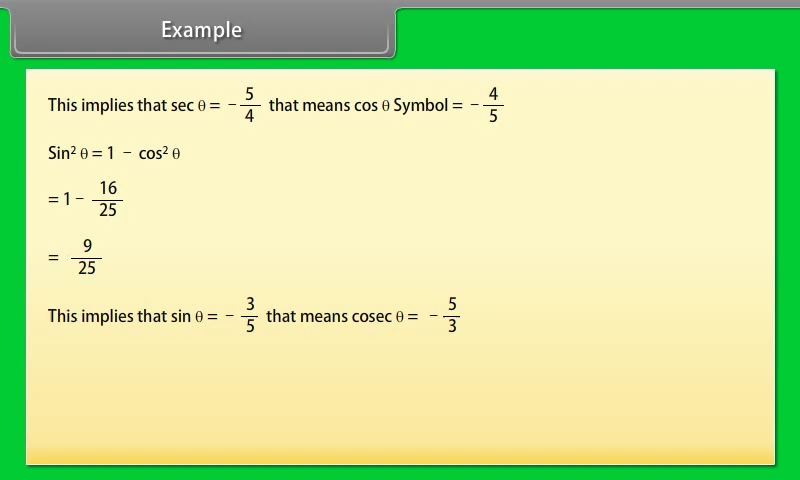 Example
This implies that sec θ = − 5/4 that means cos θ Symbol = − 4/5
Sin² θ = 1 − cos² θ
= 1 − 16/25
= 9/25
This implies that sin θ = − 3/5 that means cosec θ = − 5/3